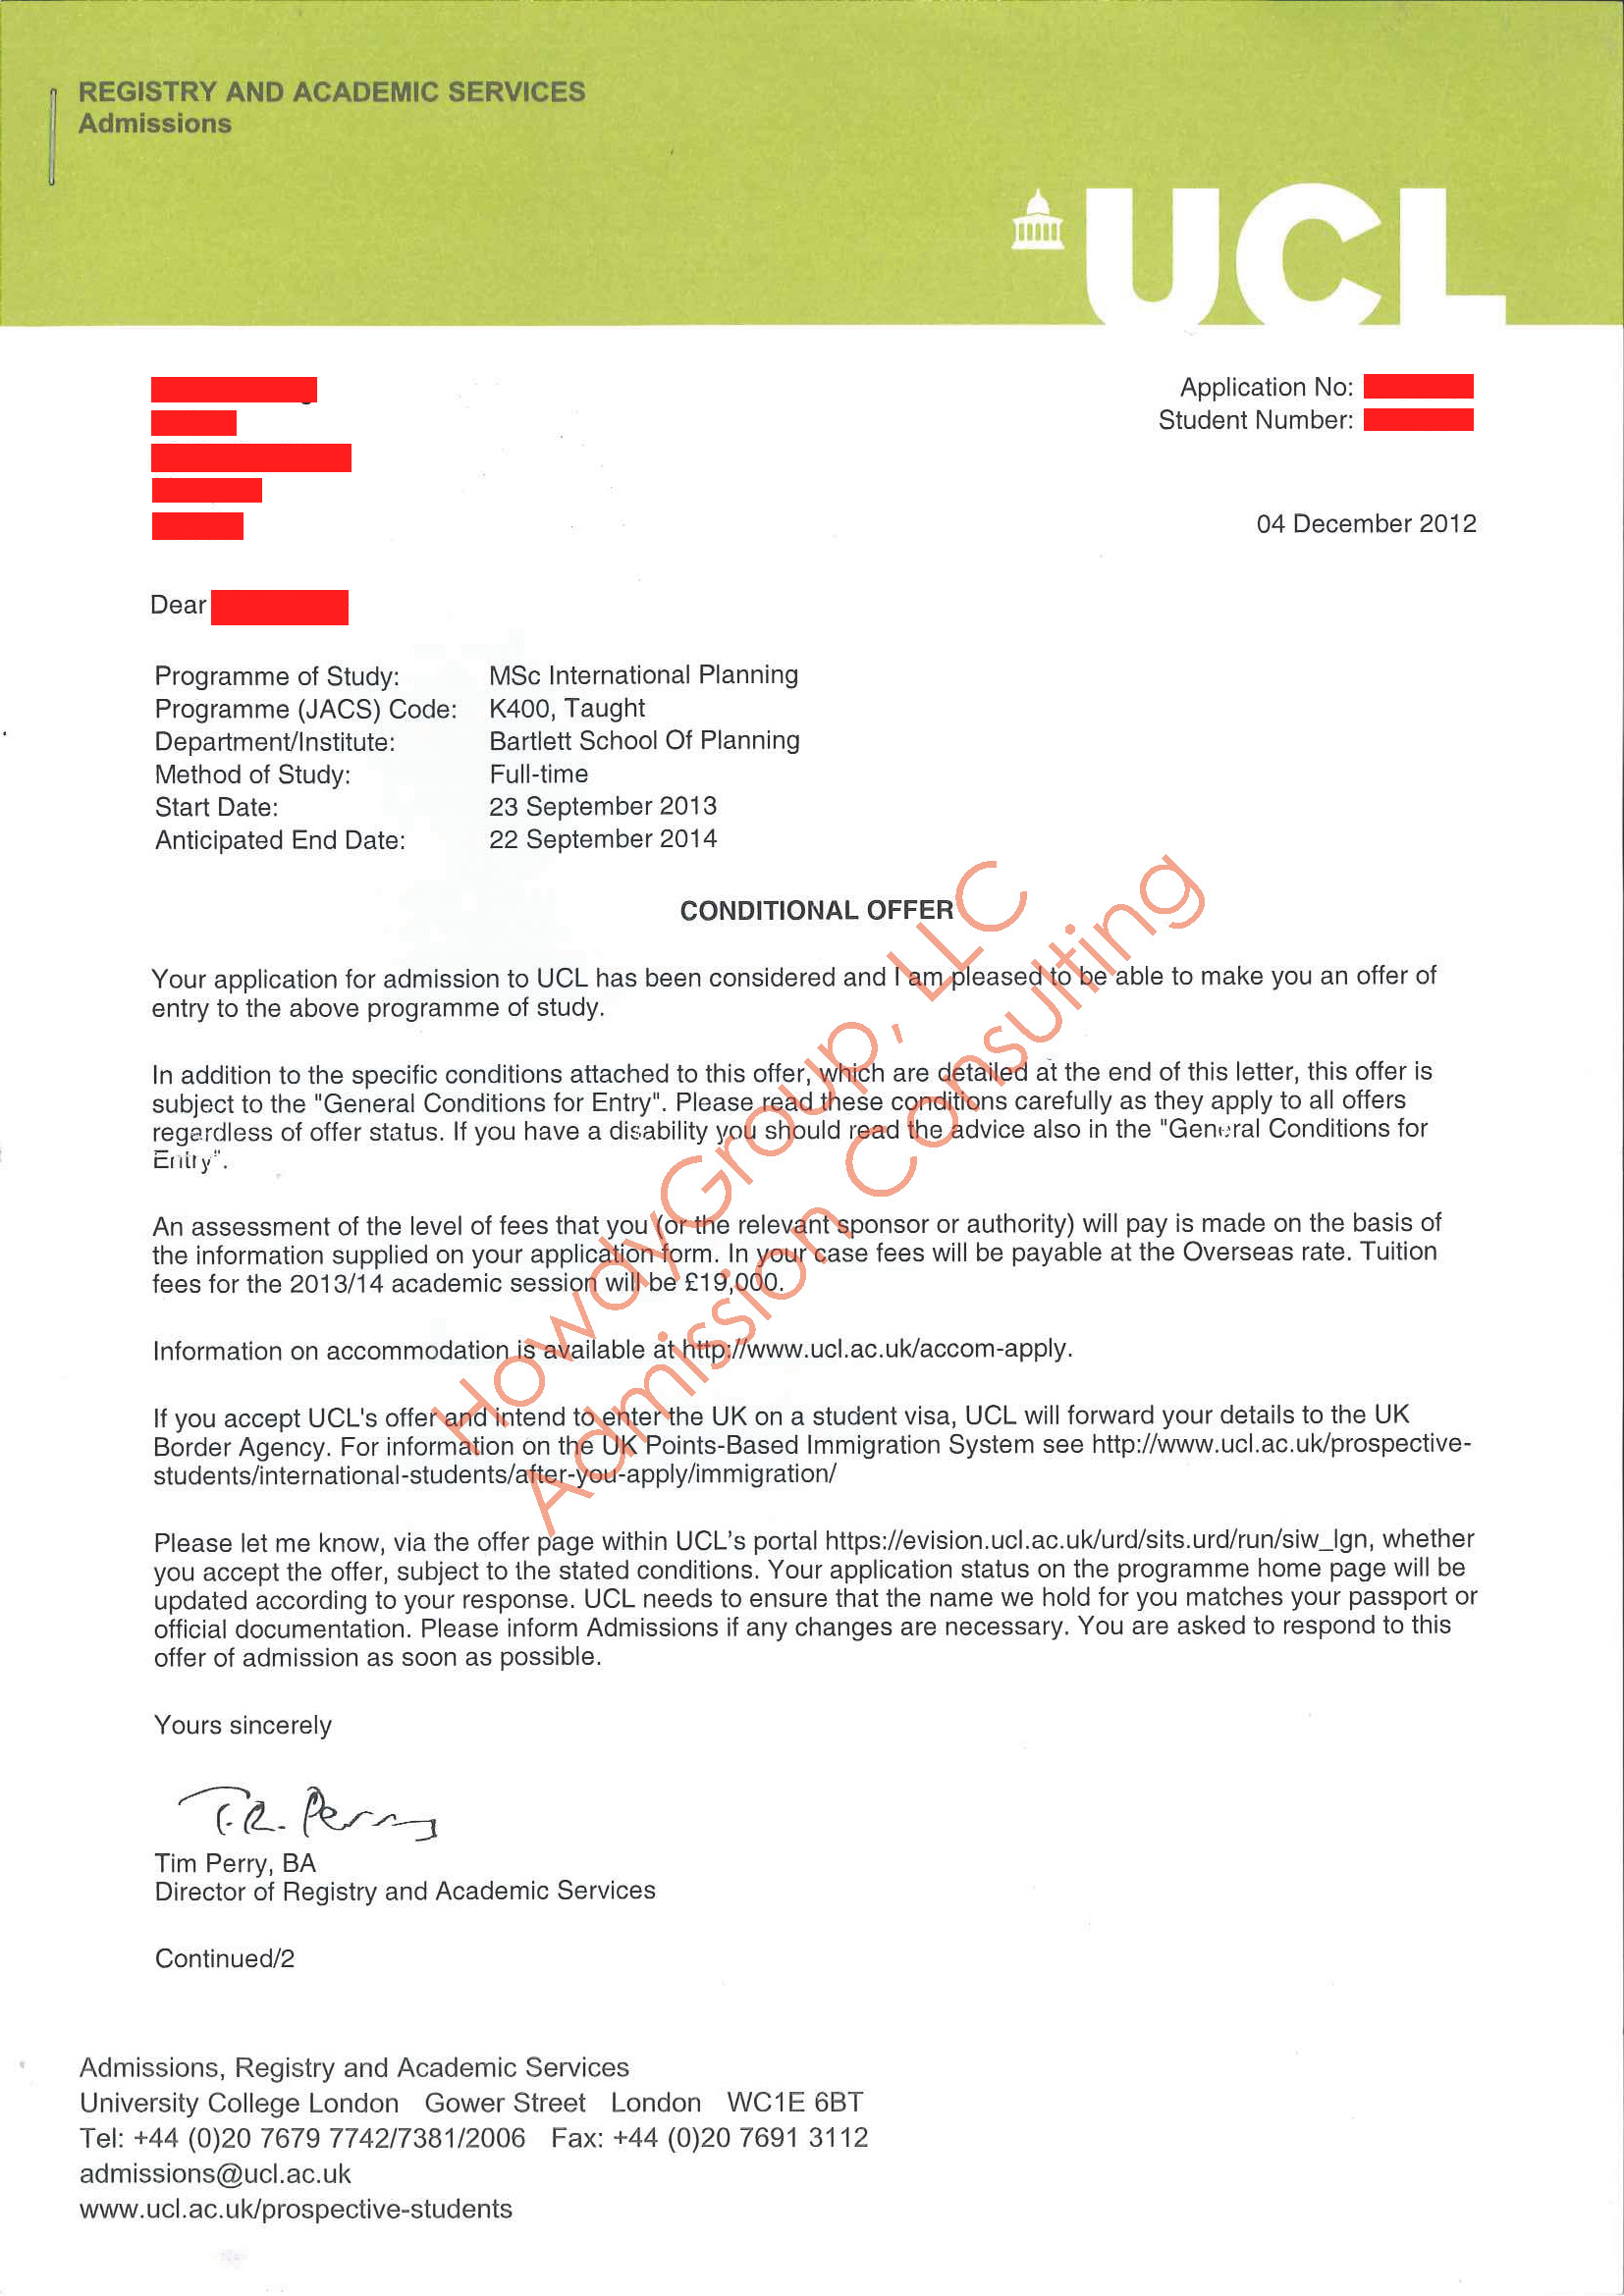 REGISTRY AND ACADEMIC SERVICES
Admissions
UCL
Application No:
Student Number:
04 December 2012
Dear
Programme of Study: MSc International Planning
Programme (JACS) Code: K400, Taught
Department/Institute: Bartlett School Of Planning
Method of Study: Full-time
Start Date: 23 September 2013
Anticipated End Date: 22 September 2014
CONDITIONAL OFFER
Your application for admission to UCL has been considered and I am pleased to be able to make you an offer of
entry to the above programme of study.
In addition to the specific conditions attached to this offer, which are detailed at the end of this letter, this offer is
subject to the "General Conditions for Entry". Please read these conditions carefully as they apply to all offers
regardless of offer status. If you have a disability you should read the advice also in the "General Conditions for
Entry".
An assessment of the level of fees that you (or the relevant sponsor or authority) will pay is made on the basis of
the information supplied on your application form. In your case fees will be payable at the Overseas rate. Tuition
fees for the 2013/14 academic session will be £19,000.
Information on accommodation is available at http://www.ucl.ac.uk/accom-apply.
If you accept UCL's offer and intend to enter the UK on a student visa, UCL will forward your details to the UK
Border Agency. For information on the UK Points-Based Immigration System see http://www.ucl.ac.uk/prospective-
students/international-students/after-you-apply/immigration/
Please let me know, via the offer page within UCL's portal https://evision.ucl.ac.uk/urd/sits.urd/run/siw_lgn, whether
you accept the offer, subject to the stated conditions. Your application status on the programme home page will be
updated according to your response. UCL needs to ensure that the name we hold for you matches your passport or
official documentation. Please inform Admissions if any changes are necessary. You are asked to respond to this
offer of admission as soon as possible.
Yours sincerely
T.R. Perry
Tim Perry, BA
Director of Registry and Academic Services
Continued/2
Admissions, Registry and Academic Services
University College London Gower Street London WC1E 6BT
Tel: +44 (0)20 7679 7742/7381/2006 Fax: +44 (0)20 7691 3112
admissions@ucl.ac.uk
www.ucl.ac.uk/prospective-students
HowdyGroup, LLC
Admission Consulting